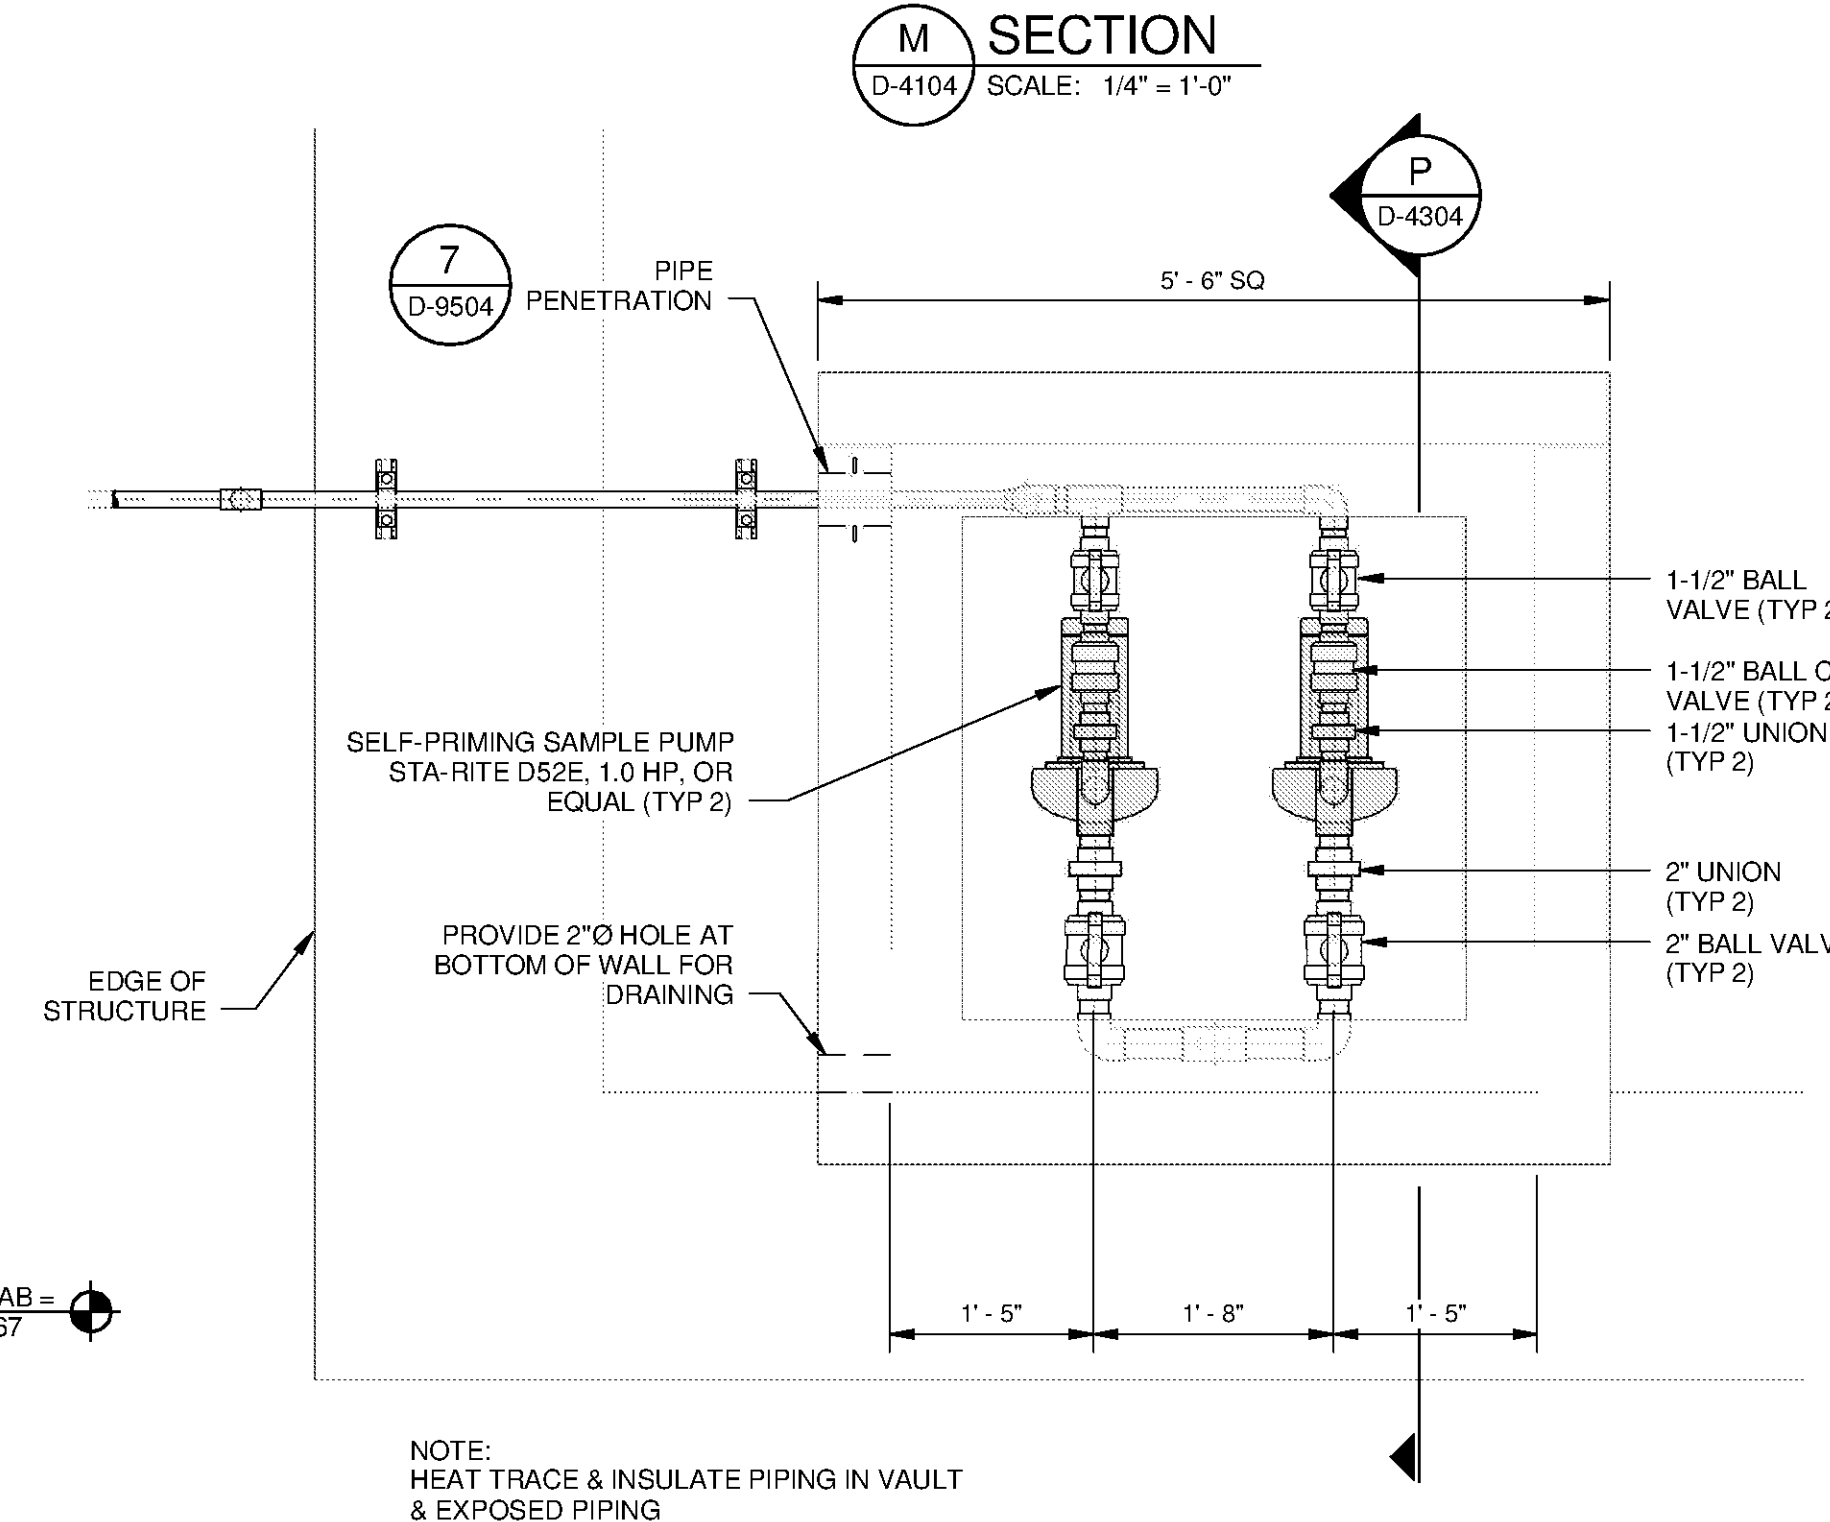 M
SECTION
D-4104
SCALE: 1/4" = 1'-0"
P
D-4304
7
D-9504
PIPE
PENETRATION
5' - 6" SQ
1-1/2" BALL
VALVE (TYP
1-1/2" BALL
VALVE (TYP
1-1/2" UNION
(TYP 2)
SELF-PRIMING SAMPLE PUMP
STA-RITE D52E, 1.0 HP, OR
EQUAL (TYP 2)
2" UNION
(TYP 2)
2" BALL
(TYP 2)
PROVIDE 2"Ø HOLE AT
BOTTOM OF WALL FOR
DRAINING
EDGE OF
STRUCTURE
AB =
67
1' - 5"
1' - 8"
1' - 5"
NOTE:
HEAT TRACE & INSULATE PIPING IN VAULT
& EXPOSED PIPING